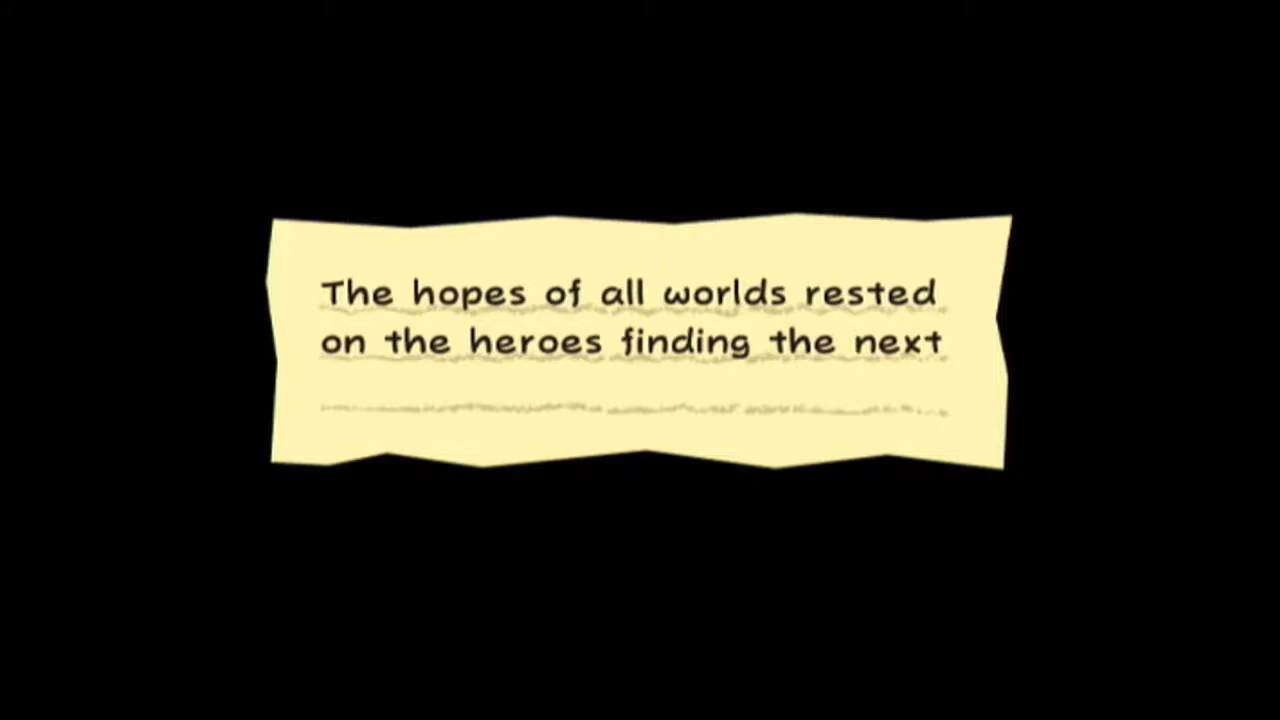 The hopes of all worlds rested
on the heroes finding the next